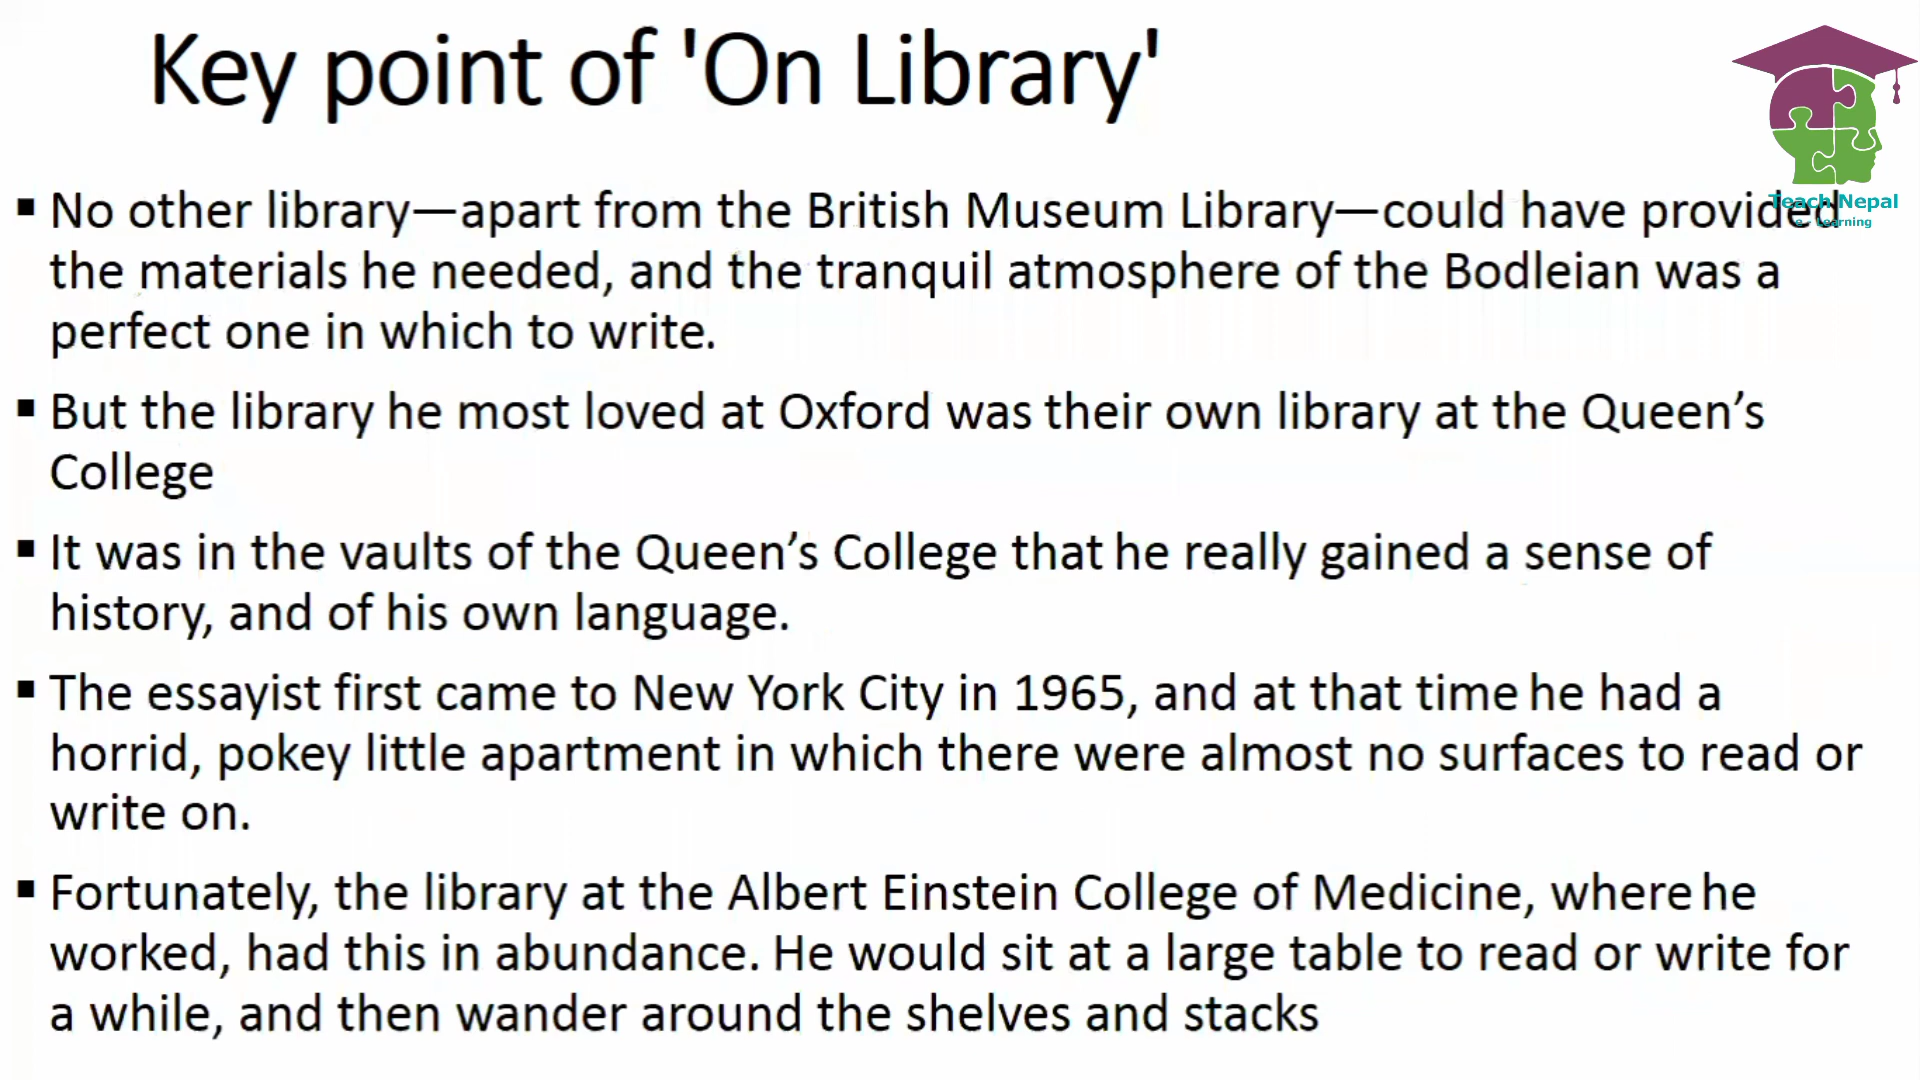 Key point of 'On Library'
▪ No other library—apart from the British Museum Library—could have provided
the materials he needed, and the tranquil atmosphere of the Bodleian was a
perfect one in which to write.
▪ But the library he most loved at Oxford was their own library at the Queen’s
College
▪ It was in the vaults of the Queen’s College that he really gained a sense of
history, and of his own language.
▪ The essayist first came to New York City in 1965, and at that time he had a
horrid, pokey little apartment in which there were almost no surfaces to read or
write on.
▪ Fortunately, the library at the Albert Einstein College of Medicine, where he
worked, had this in abundance. He would sit at a large table to read or write for
a while, and then wander around the shelves and stacks
Teach Nepal
e - Learning